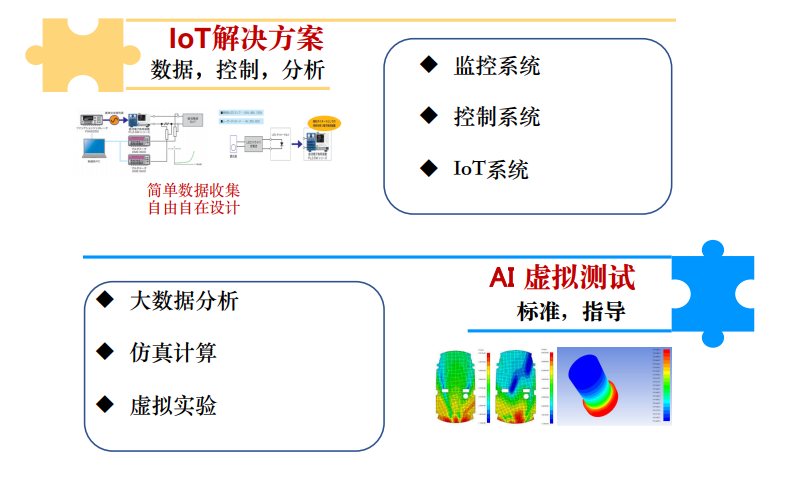 IoT解决方案
数据，控制，分析
简单数据收集
自由自在设计
◆ 监控系统
◆ 控制系统
◆ IoT系统
AI 虚拟测试
标准，指导
◆ 大数据分析
◆ 仿真计算
◆ 虚拟实验